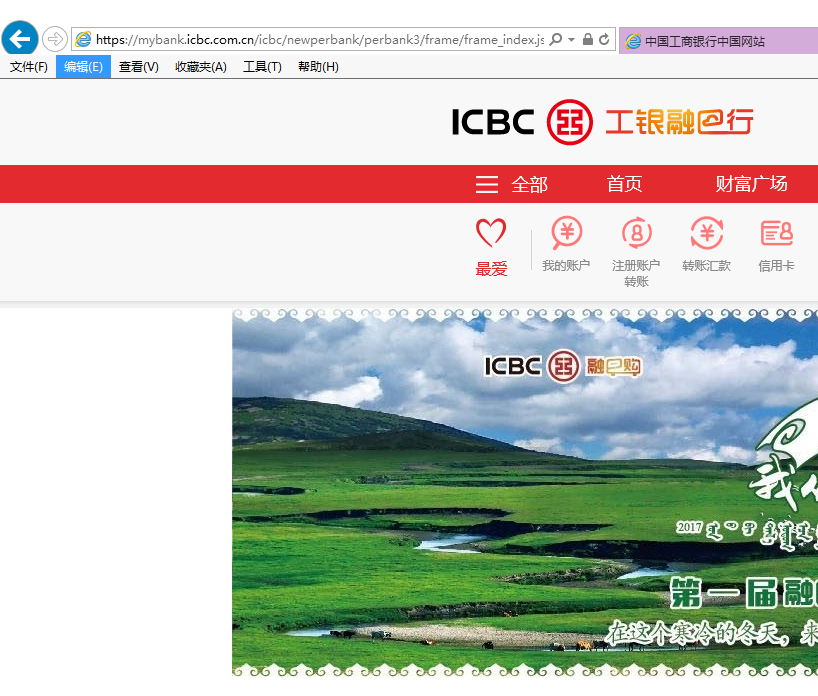 https://mybank.icbc.com.cn/icbc/newperbank/perbank3/frame/frame_index.js
中国工商银行中国网站
文件(F) 编辑(E) 查看(V) 收藏夹(A) 工具(T) 帮助(H)
ICBC 工银融e行
全部 首页 财富广场
最爱 我的账户 注册账户 转账汇款 信用卡
转账
ICBC 融e购
我
2017
第一届融
在这个寒冷的冬天，来